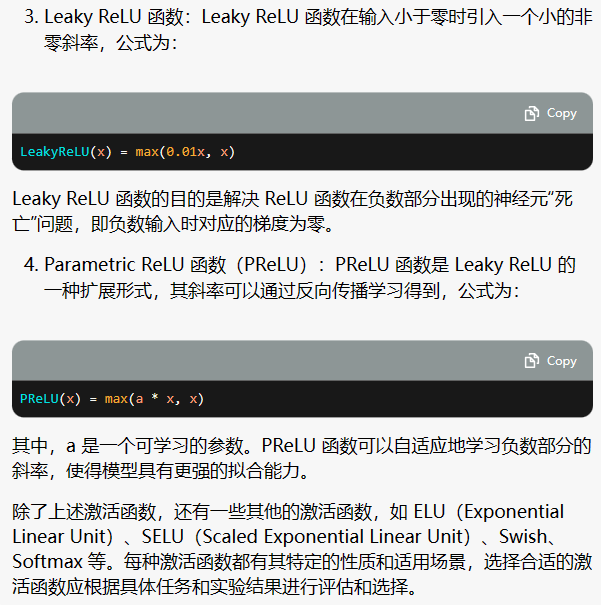 3. Leaky ReLU 函数：Leaky ReLU 函数在输入小于零时引入一个小的非
零斜率，公式为：
Copy
LeakyReLU(x) = max(0.01x, x)
Leaky ReLU 函数的目的是解决 ReLU 函数在负数部分出现的神经元“死
亡”问题，即负数输入时对应的梯度为零。
4. Parametric ReLU 函数（PReLU）：PReLU 函数是 Leaky ReLU 的
一种扩展形式，其斜率可以通过反向传播学习得到，公式为：
Copy
PReLU(x) = max(a * x, x)
其中，a 是一个可学习的参数。PReLU 函数可以自适应地学习负数部分的
斜率，使得模型具有更强的拟合能力。
除了上述激活函数，还有一些其他的激活函数，如 ELU（Exponential
Linear Unit）、SELU（Scaled Exponential Linear Unit）、Swish、
Softmax 等。每种激活函数都有其特定的性质和适用场景，选择合适的激
活函数应根据具体任务和实验结果进行评估和选择。